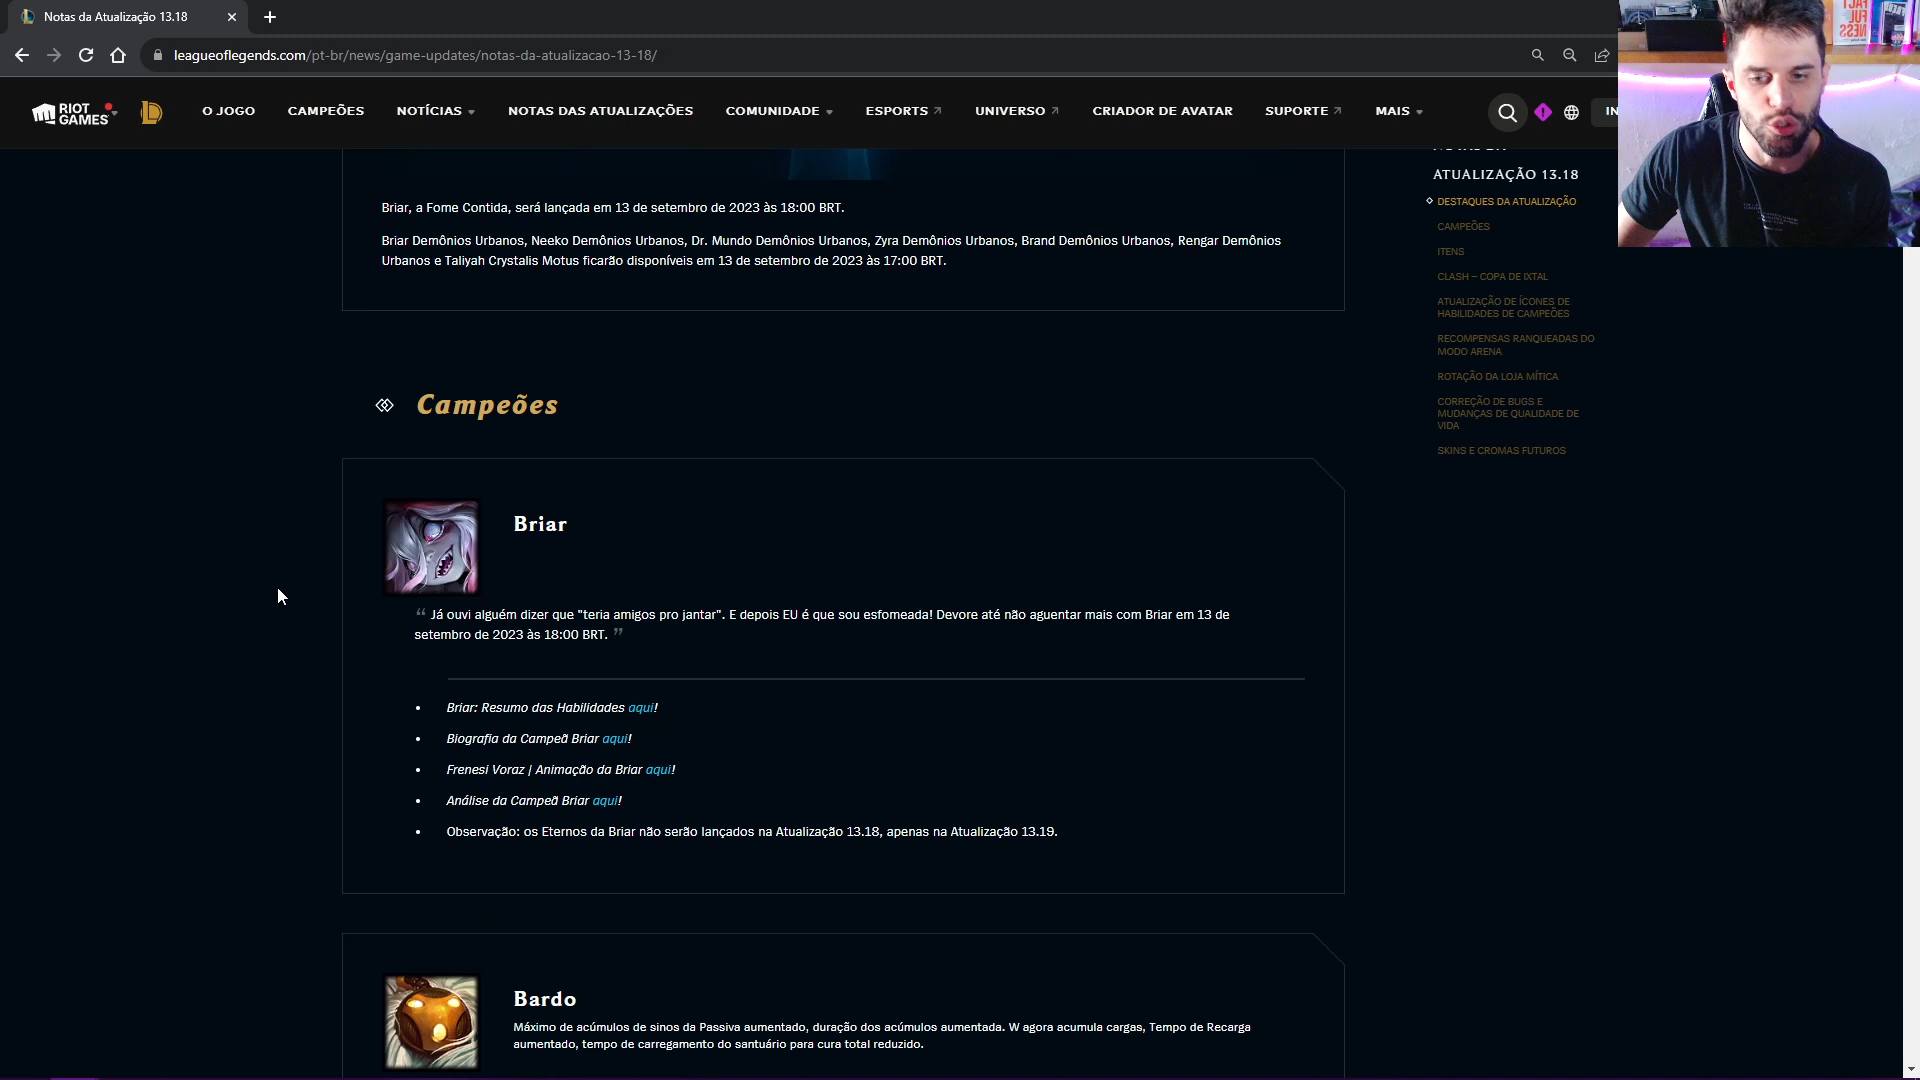 Notas da Atualização 13.18
leagueoflegends.com/pt-br/news/game-updates/notas-da-atualizacao-13-18/
RIOT GAMES
O JOGO CAMPEÕES NOTÍCIAS NOTAS DAS ATUALIZAÇÕES COMUNIDADE ESPORTS UNIVERSO CRIADOR DE AVATAR SUPORTE MAIS IN
ATUALIZAÇÃO 13.18
DESTAQUES DA ATUALIZAÇÃO
CAMPEÕES
ITENS
CLASH – COPA DE IXTAL
ATUALIZAÇÃO DE ÍCONES DE
HABILIDADES DE CAMPEÕES
RECOMPENSAS RANQUEADAS DO
MODO ARENA
ROTAÇÃO DA LOJA MÍTICA
CORREÇÃO DE BUGS E
MUDANÇAS DE QUALIDADE DE
VIDA
SKINS E CROMAS FUTUROS
Briar, a Fome Contida, será lançada em 13 de setembro de 2023 às 18:00 BRT.
Briar Demônios Urbanos, Neeko Demônios Urbanos, Dr. Mundo Demônios Urbanos, Zyra Demônios Urbanos, Brand Demônios Urbanos, Rengar Demônios
Urbanos e Taliyah Crystalis Motus ficarão disponíveis em 13 de setembro de 2023 às 17:00 BRT.
Campeões
Briar
“ Já ouvi alguém dizer que "teria amigos pro jantar". E depois EU é que sou esfomeada! Devore até não aguentar mais com Briar em 13 de
setembro de 2023 às 18:00 BRT. ”
• Briar: Resumo das Habilidades aqui!
• Biografia da Campeã Briar aqui!
• Frenesi Voraz | Animação da Briar aqui!
• Análise da Campeã Briar aqui!
• Observação: os Eternos da Briar não serão lançados na Atualização 13.18, apenas na Atualização 13.19.
Bardo
Máximo de acúmulos de sinos da Passiva aumentado, duração dos acúmulos aumentada. W agora acumula cargas, Tempo de Recarga
aumentado, tempo de carregamento do santuário para cura total reduzido.